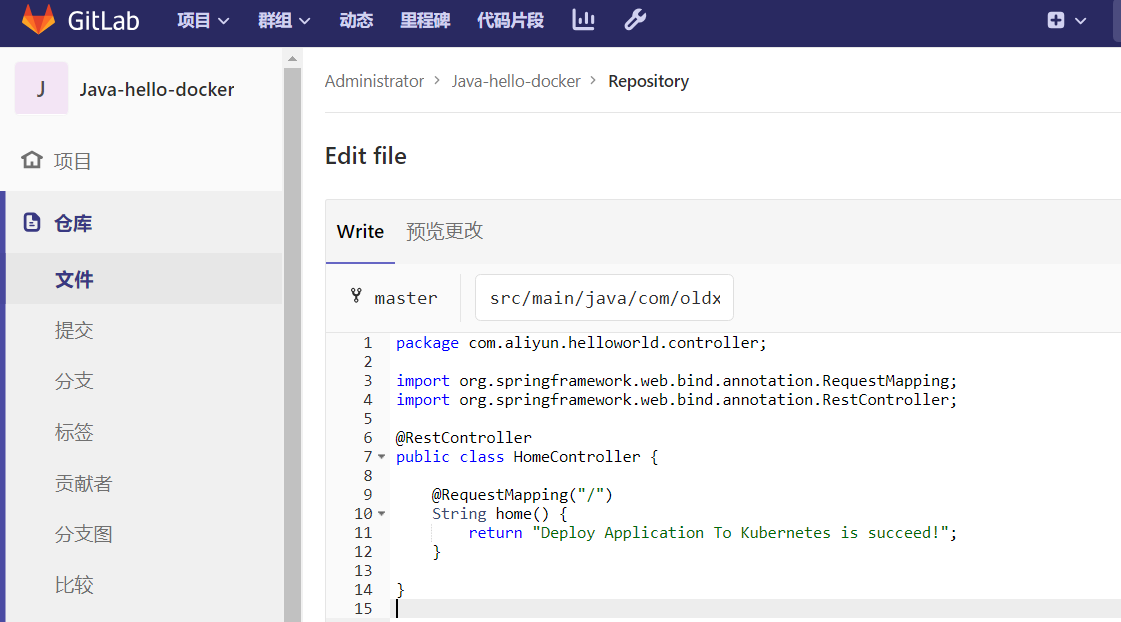 GitLab 项目 群组 动态 里程碑 代码片段
J Java-hello-docker
项目
仓库
文件
提交
分支
标签
贡献者
分支图
比较
Administrator > Java-hello-docker > Repository
Edit file
Write 预览更改
master src/main/java/com/oldx
1 package com.aliyun.helloworld.controller;
2
3 import org.springframework.web.bind.annotation.RequestMapping;
4 import org.springframework.web.bind.annotation.RestController;
5
6 @RestController
7 public class HomeController {
8
9 @RequestMapping("/")
10 String home() {
11 return "Deploy Application To Kubernetes is succeed!";
12 }
13
14 }
15